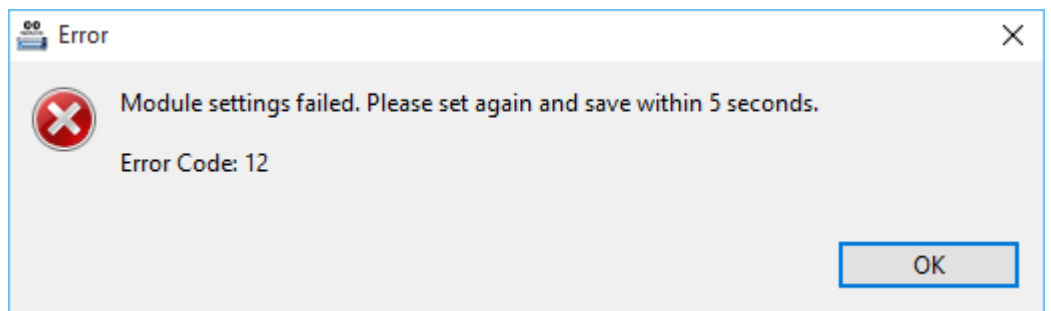 Error
Module settings failed. Please set again and save within 5 seconds.
Error Code: 12
OK